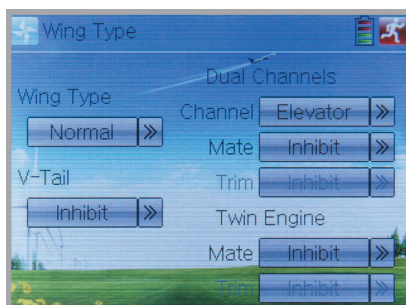 Wing Type
Dual Channels
Wing Type
Channel Elevator »
Normal »
Mate Inhibit »
V-Tail
Trim Inhibit »
Inhibit »
Twin Engine
Mate Inhibit »
Trim Inhibit »